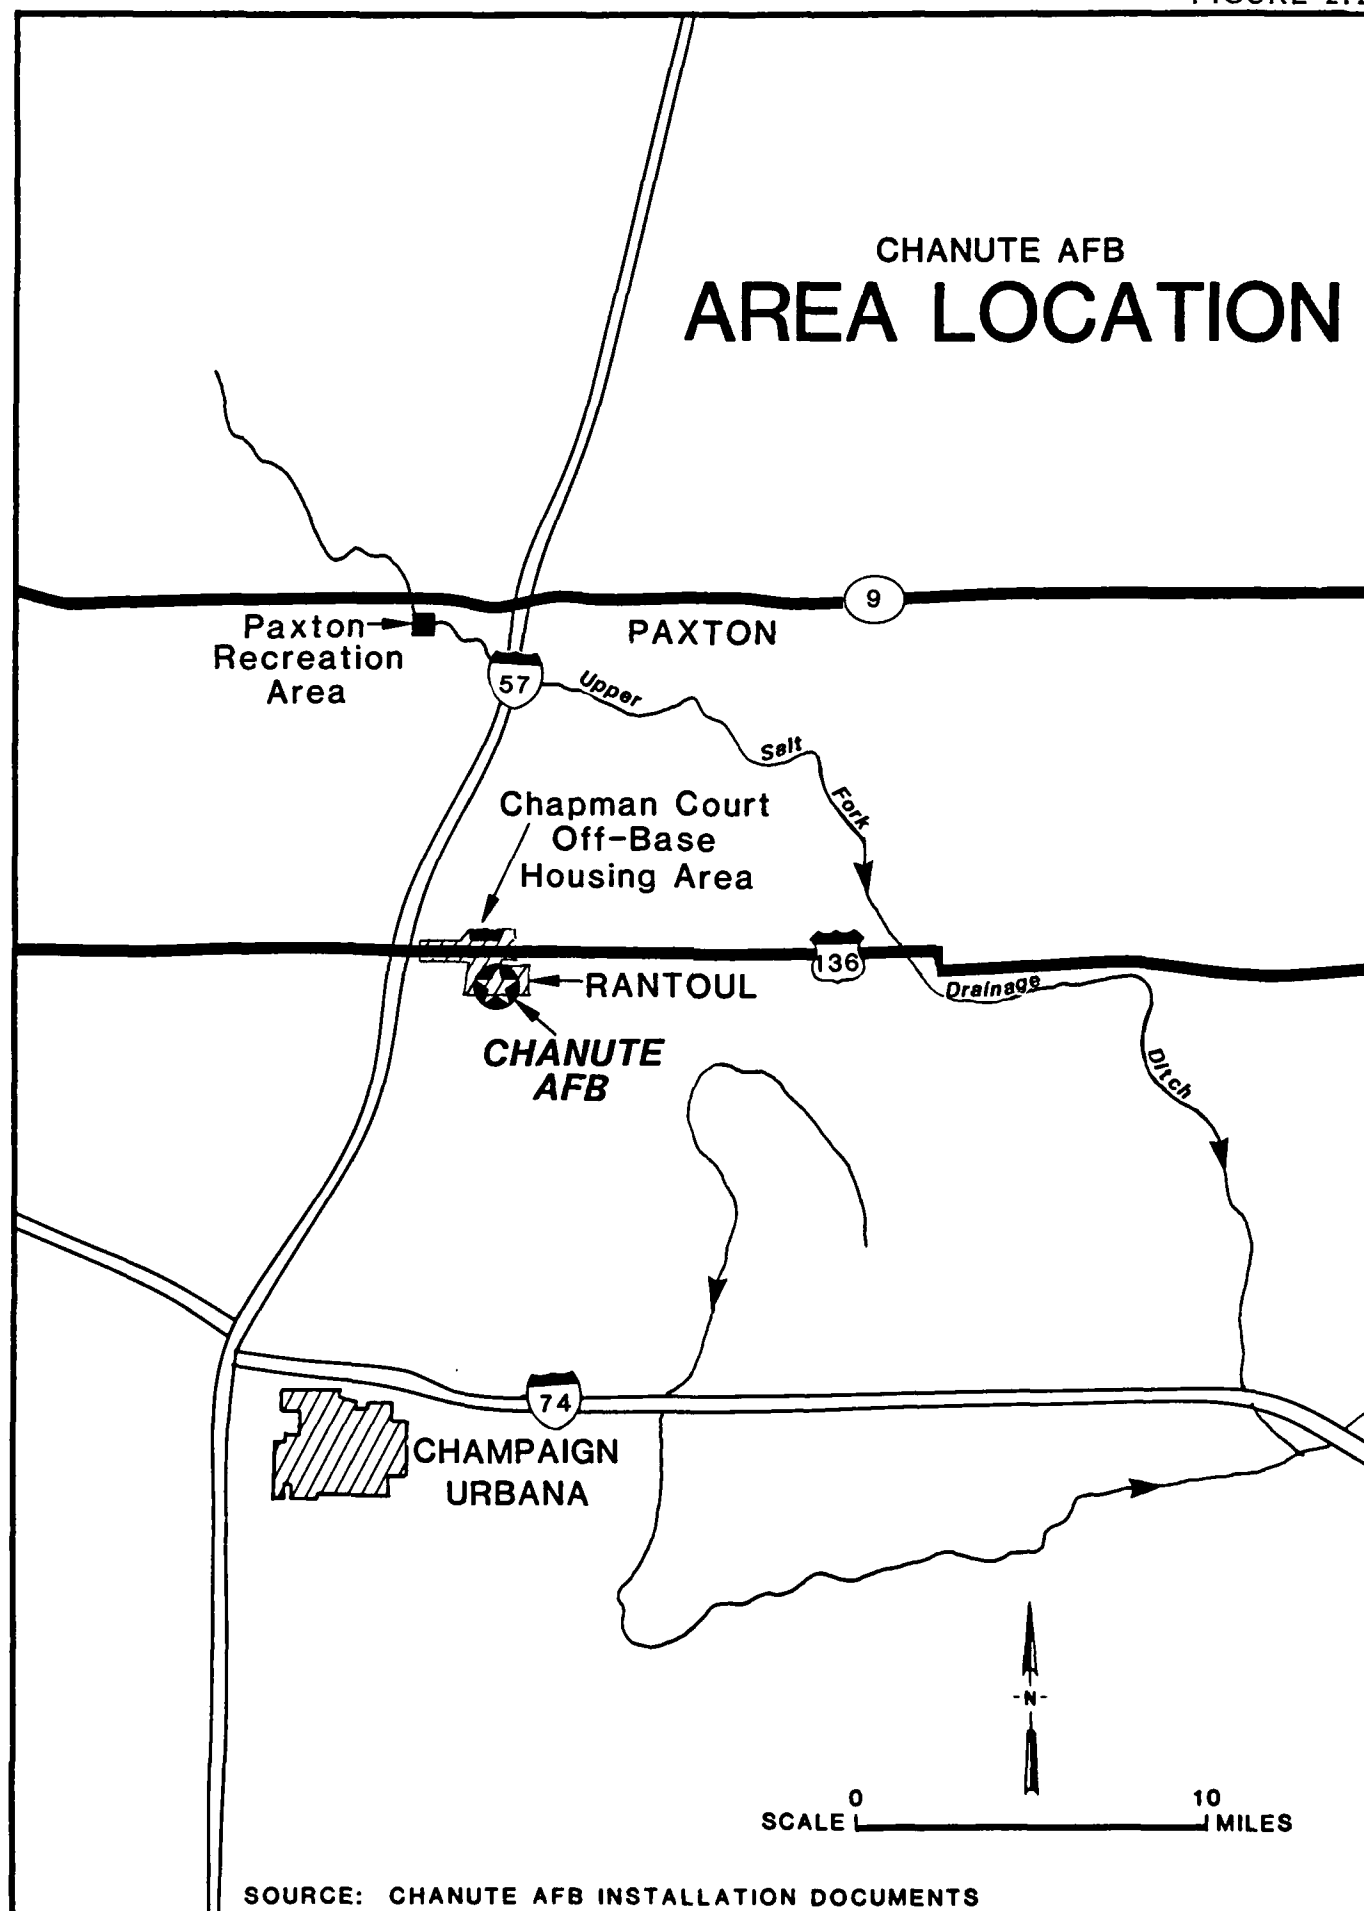 CHANUTE AFB
AREA LOCATION
9
Paxton
Recreation
Area
PAXTON
57
Upper
Salt
Fork
Chapman Court
Off-Base
Housing Area
136
RANTOUL
Drainage
CHANUTE
AFB
Ditch
74
CHAMPAIGN
URBANA
-N-
0 10
SCALE MILES
SOURCE: CHANUTE AFB INSTALLATION DOCUMENTS